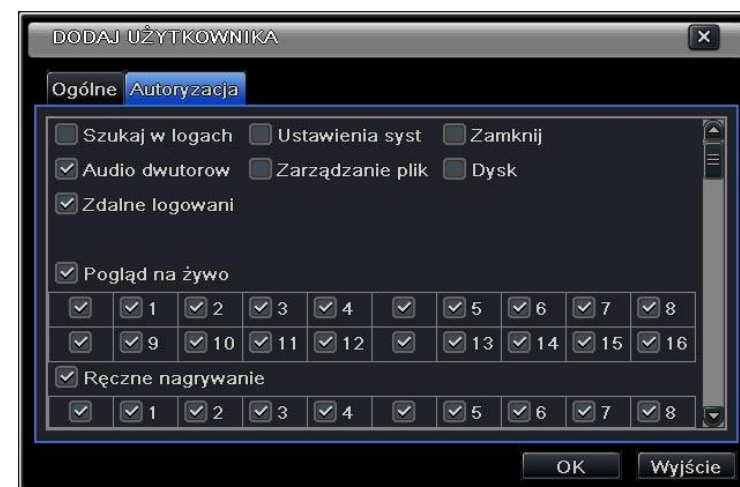 DODAJ UŻYTKOWNIKA
Ogólne Autoryzacja
Szukaj w logach Ustawienia syst Zamknij
Audio dwutorow Zarządzanie plik Dysk
Zdalne logowani
Pogląd na żywo
1 2 3 4 5 6 7 8
9 10 11 12 13 14 15 16
Ręczne nagrywanie
1 2 3 4 5 6 7 8
OK Wyjście